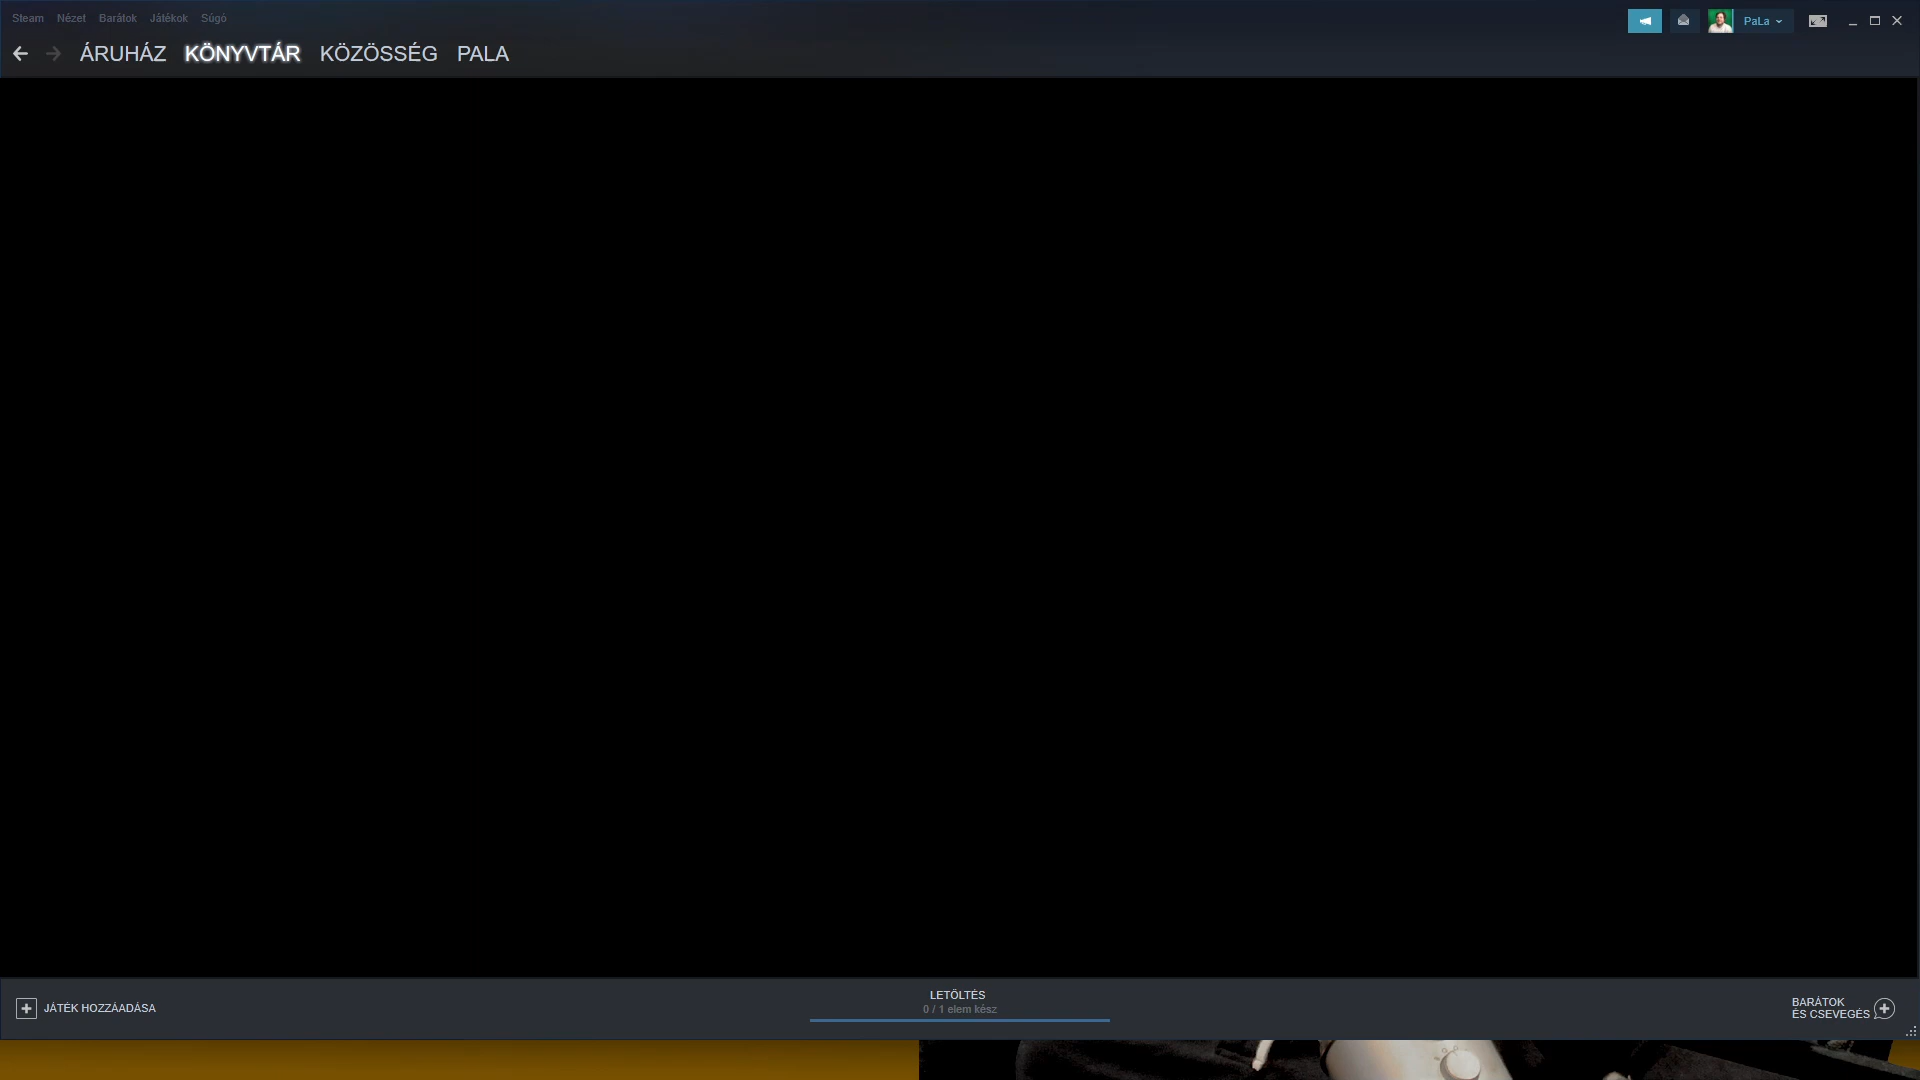 Steam Nézet Barátok Játékok Súgó
PaLa
ÁRUHÁZ KÖNYVTÁR KÖZÖSSÉG PALA
JÁTÉK HOZZÁADÁSA
LETÖLTÉS
0 / 1 elem kész
BARÁTOK
ÉS CSEVEGÉS